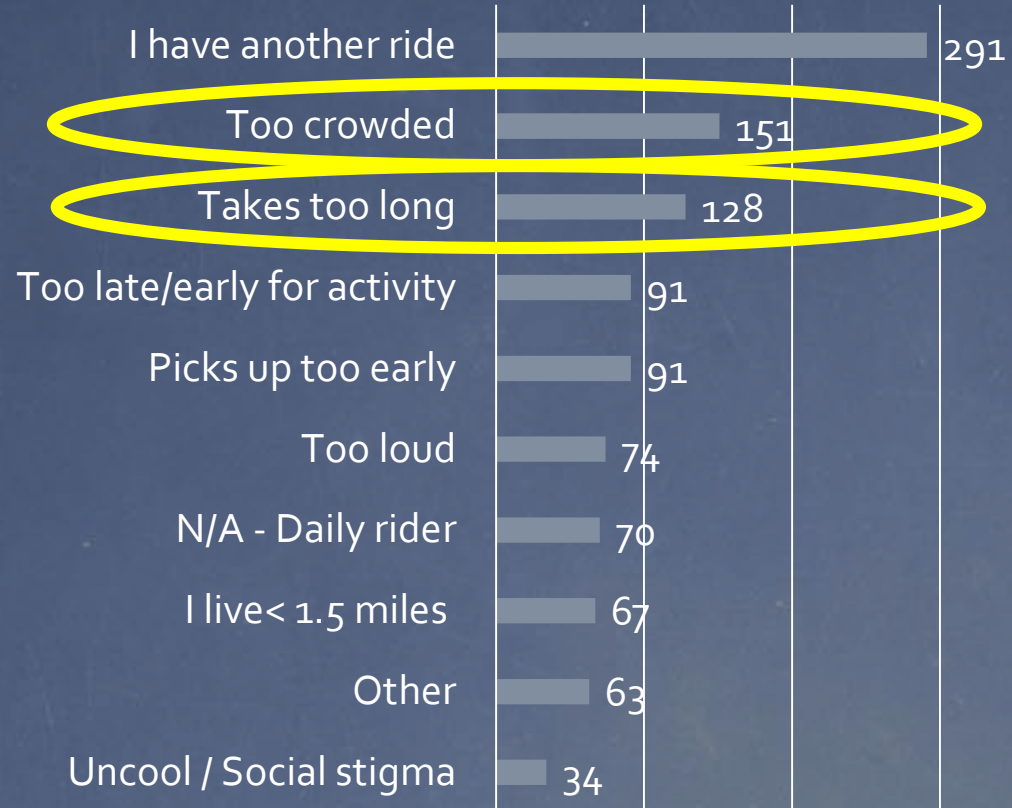 I have another ride 291
Too crowded 151
Takes too long 128
Too late/early for activity 91
Picks up too early 91
Too loud 74
N/A - Daily rider 70
I live< 1.5 miles 67
Other 63
Uncool / Social stigma 34